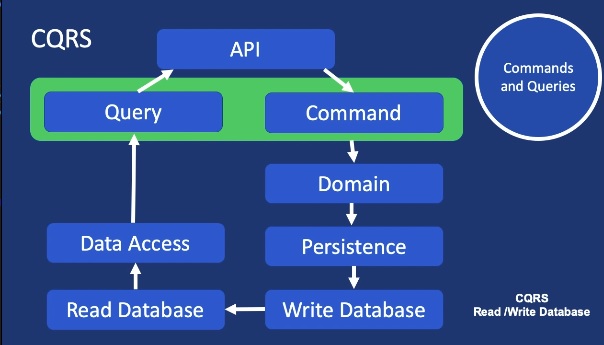 CQRS
API
Commands
and Queries
Query
Command
Domain
Data Access
Persistence
Read Database
Write Database
CQRS
Read /Write Database